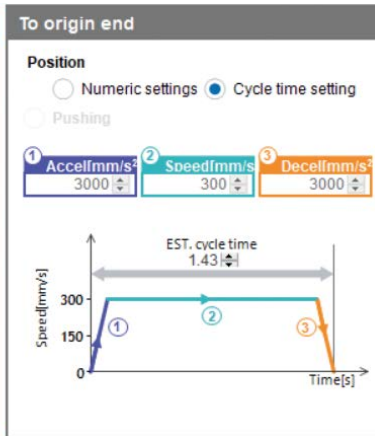 To origin end
Position
Numeric settings Cycle time setting
Pushing
1 Accel[mm/s² 2 Speed[mm/s 3 Decel[mm/s²
3000 300 3000
EST. cycle time
1.43
Speed[mm/s]
300
150
0
1 2 3
Time[s]